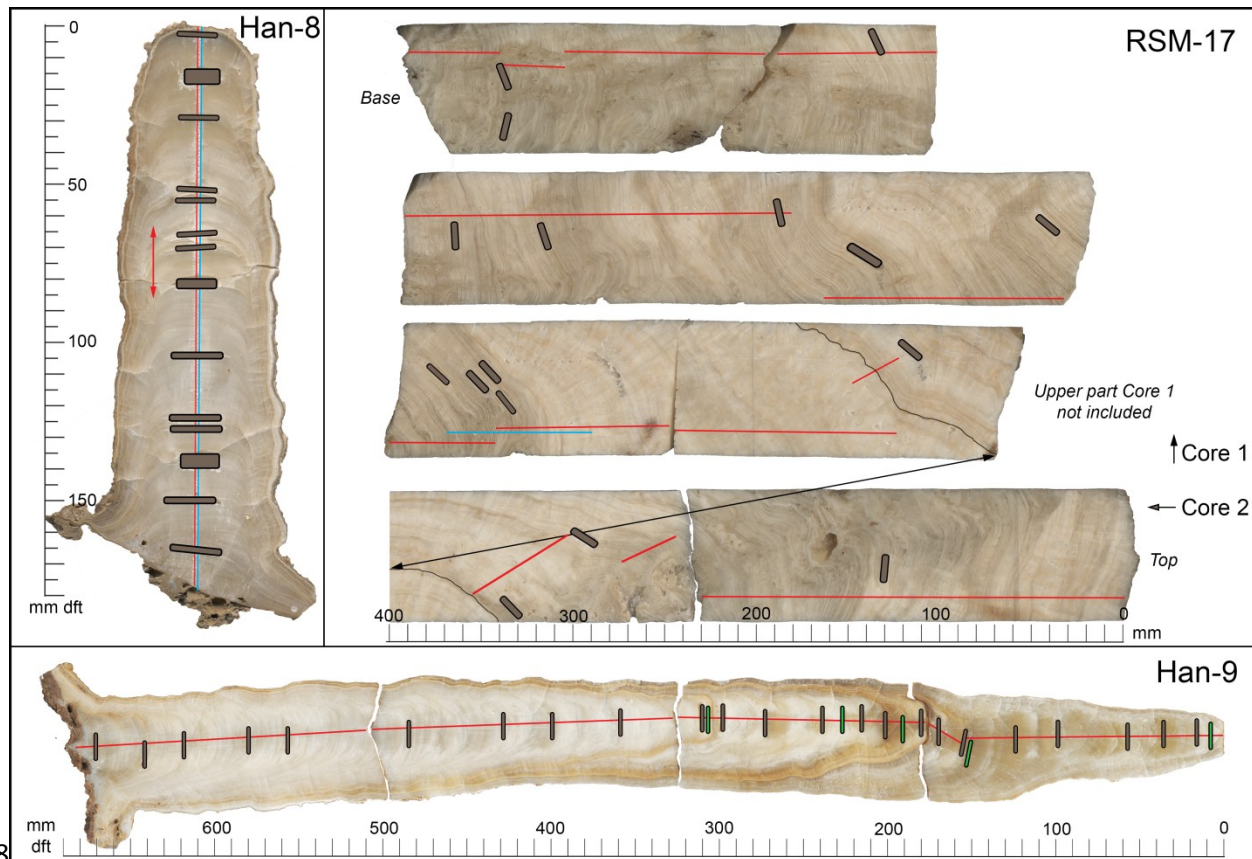 Han-8
0
50
100
150
mm dft
RSM-17
Base
Upper part Core 1
not included
Core 1
Core 2
Top
400
300
200
100
0
mm
Han-9
mm
dft
600
500
400
300
200
100
0
8